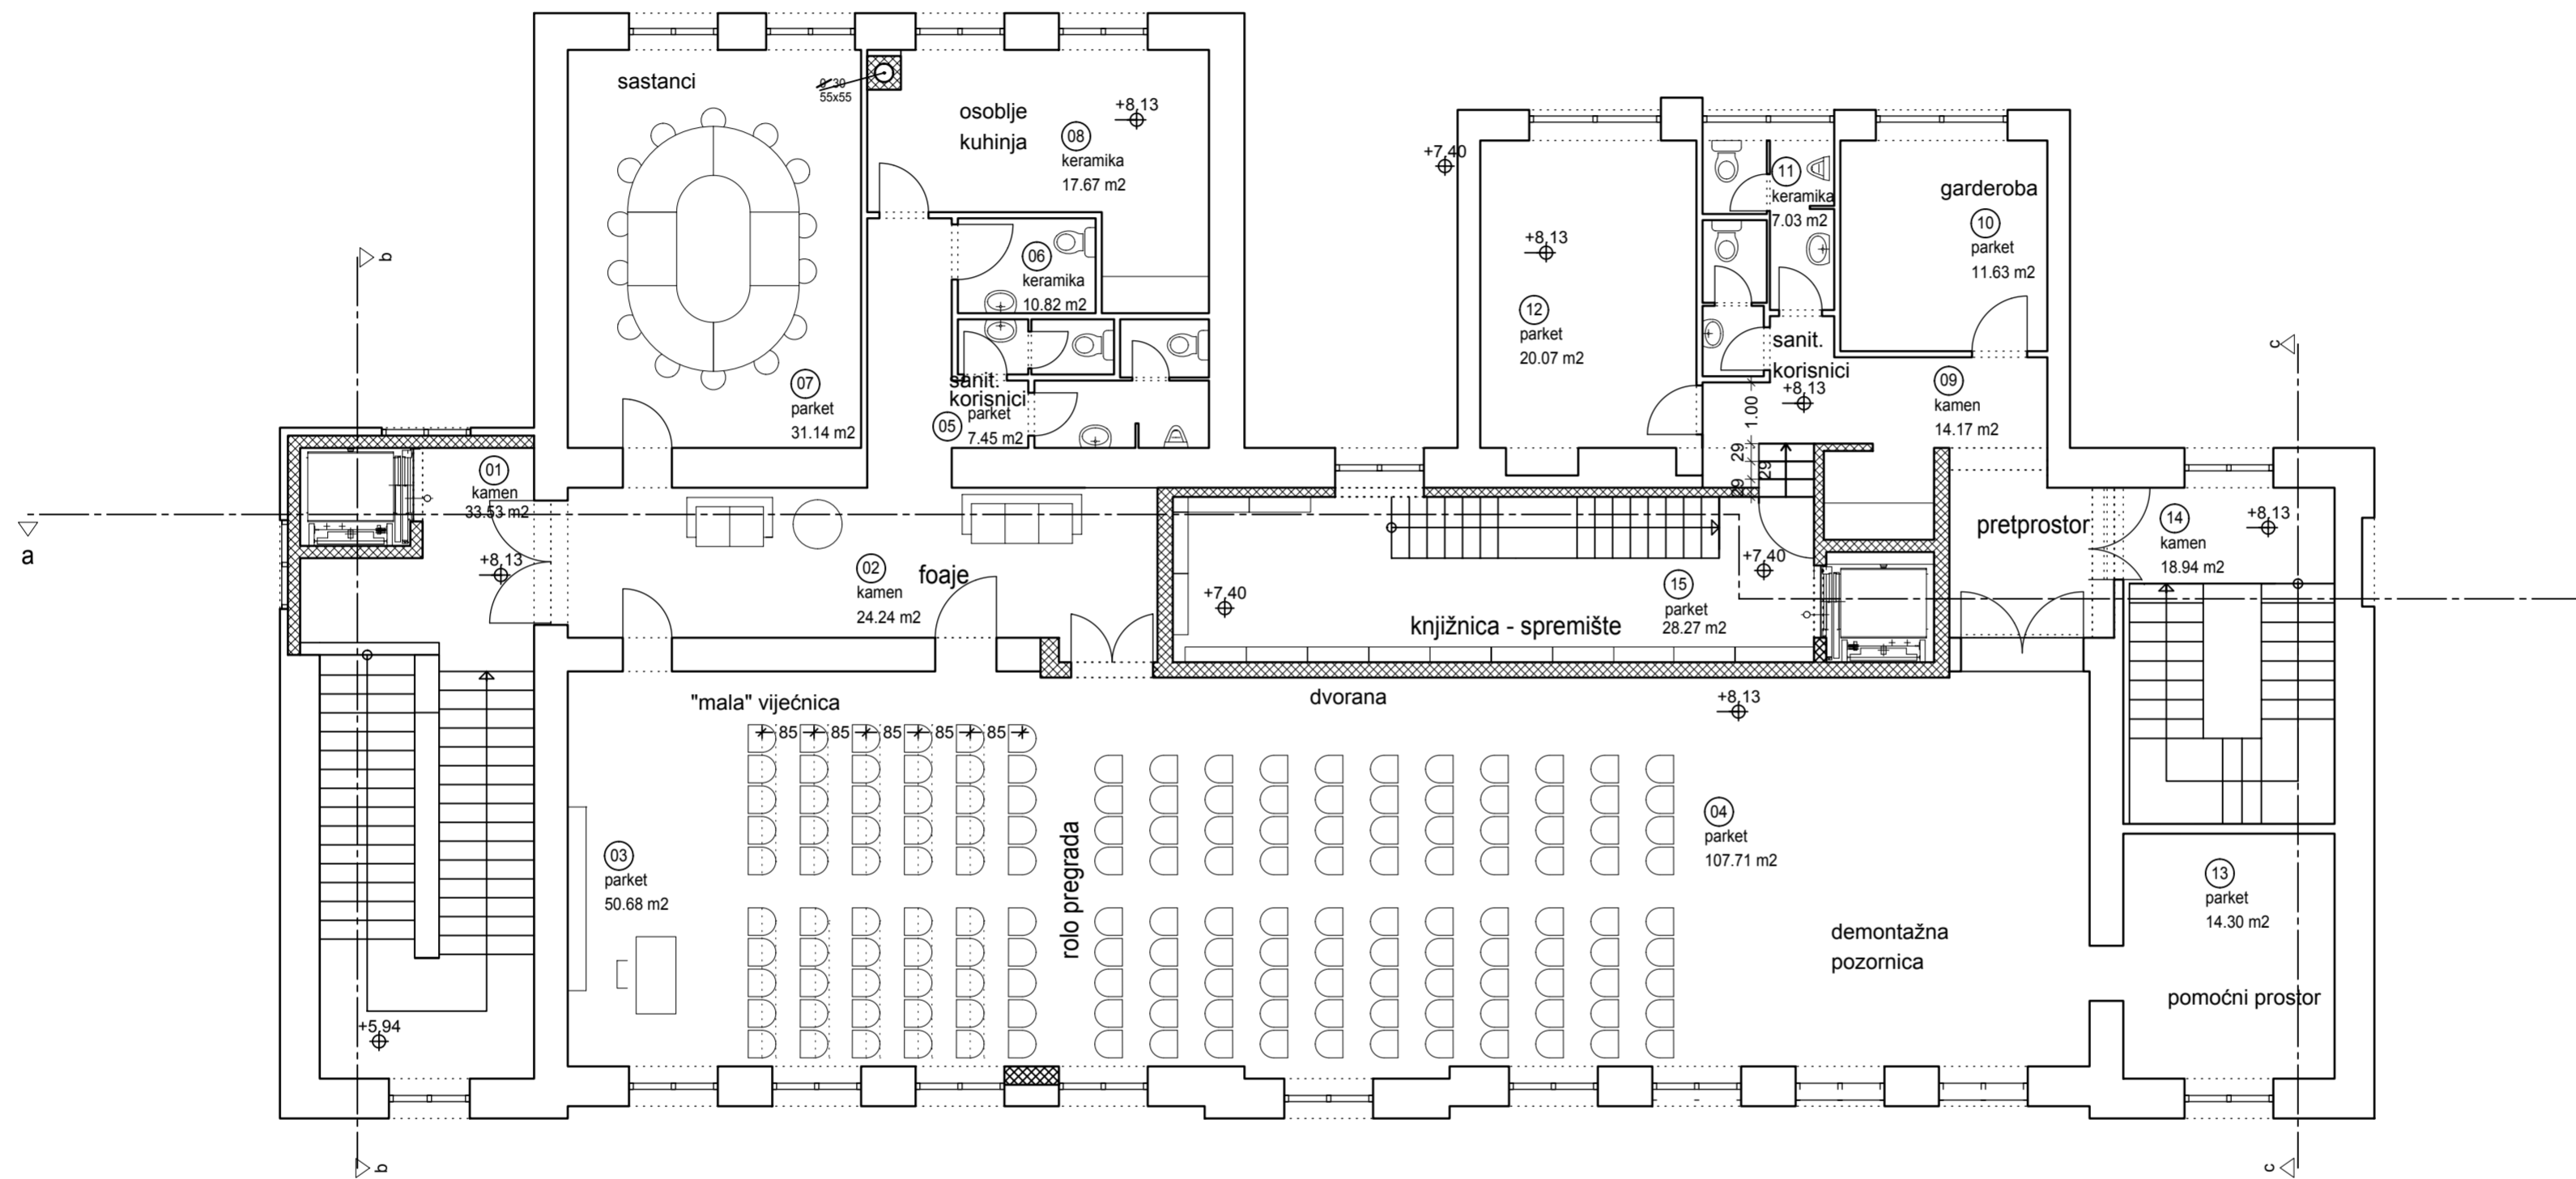 sastanci
0 30
55x55
osoblje
kuhinja
+8,13
08
keramika
17.67 m2
06
keramika
10.82 m2
07
parket
31.14 m2
sanit.
korisnici
05
parket
7.45 m2
+7,40
+8,13
12
parket
20.07 m2
11
keramika
7.03 m2
garderoba
10
parket
11.63 m2
sanit.
korisnici
+8,13
1.00
29
29
29
09
kamen
14.17 m2
b
c
a
01
kamen
33.53 m2
+8,13
02
kamen
24.24 m2
foaje
+7,40
knjižnica - spremište
15
parket
28.27 m2
+7,40
pretprostor
14
kamen
18.94 m2
+8,13
"mala" vijećnica
85 85 85 85 85
dvorana
+8,13
03
parket
50.68 m2
rolo pregrada
04
parket
107.71 m2
demontažna
pozornica
13
parket
14.30 m2
pomoćni prostor
+5,94
b
c